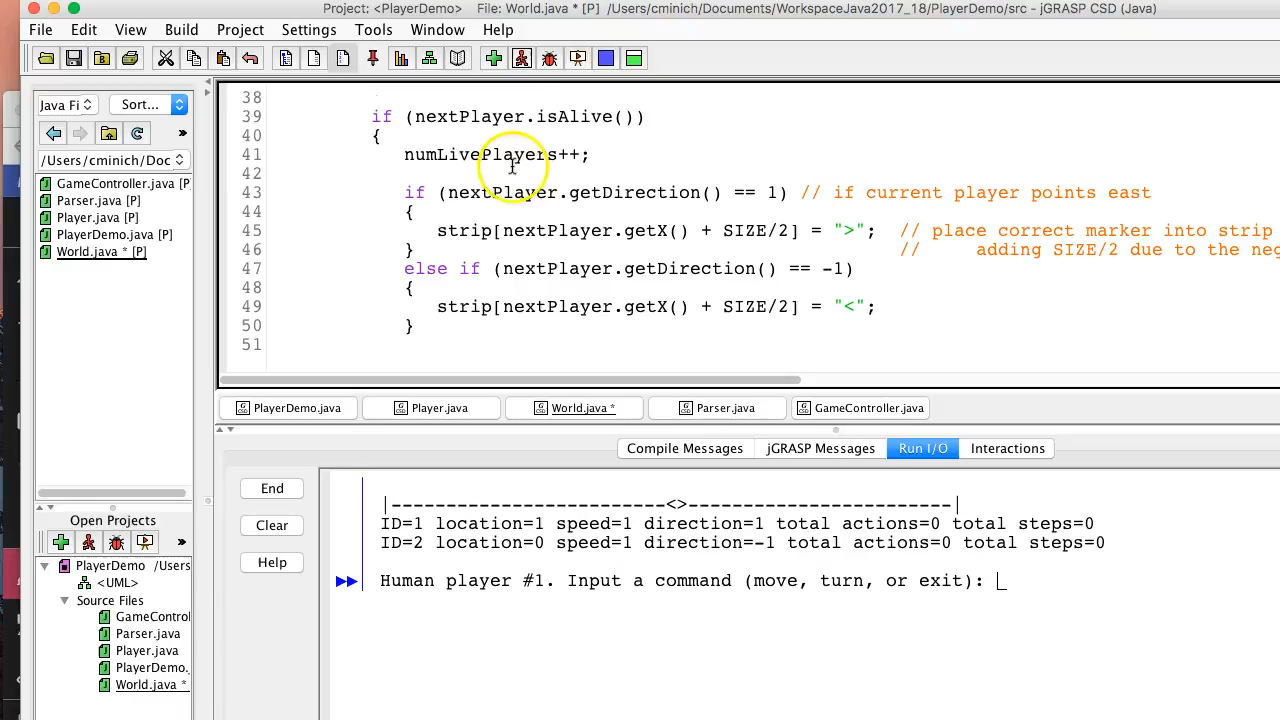 Project: <PlayerDemo> File: World.java * [P] /Users/cminich/Documents/WorkspaceJava2017_18/PlayerDemo/src - jGRASP CSD (Java)
File Edit View Build Project Settings Tools Window Help
Java Fi Sort...
/Users/cminich/Doc
GameController.java [P]
Parser.java [P]
Player.java [P]
PlayerDemo.java [P]
World.java * [P]
38
39 if (nextPlayer.isAlive())
40 {
41 numLivePlayers++;
42
43 if (nextPlayer.getDirection() == 1) // if current player points east
44 {
45 strip[nextPlayer.getX() + SIZE/2] = ">"; // place correct marker into strip
46 } // adding SIZE/2 due to the neg
47 else if (nextPlayer.getDirection() == -1)
48 {
49 strip[nextPlayer.getX() + SIZE/2] = "<";
50 }
51
PlayerDemo.java Player.java World.java * Parser.java GameController.java
Compile Messages jGRASP Messages Run I/O Interactions
End
Clear
Help
|-------------------------<>------------------------|
ID=1 location=1 speed=1 direction=1 total actions=0 total steps=0
ID=2 location=0 speed=1 direction=-1 total actions=0 total steps=0
Human player #1. Input a command (move, turn, or exit):
Open Projects
PlayerDemo /Users
<UML>
Source Files
GameControll
Parser.java
Player.java
PlayerDemo.
World.java *